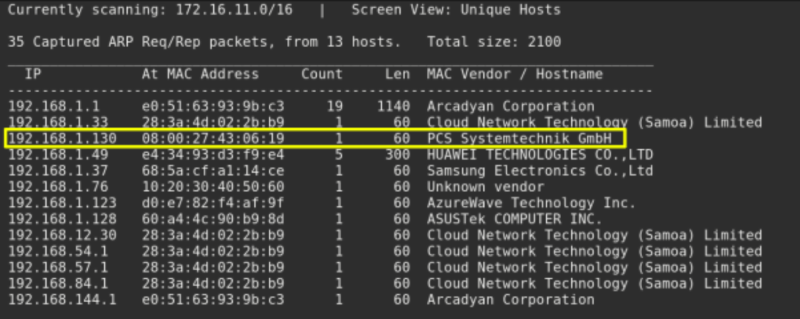 Currently scanning: 172.16.11.0/16   |   Screen View: Unique Hosts
35 Captured ARP Req/Rep packets, from 13 hosts.   Total size: 2100
IP            At MAC Address     Count     Len  MAC Vendor / Hostname
192.168.1.1     e0:51:63:93:9b:c3     19    1140  Arcadyan Corporation
192.168.1.33    28:3a:4d:02:2b:b9      1      60  Cloud Network Technology (Samoa) Limited
192.168.1.130   08:00:27:43:06:19      1      60  PCS Systemtechnik GmbH
192.168.1.49    e4:34:93:d3:f9:e4      5     300  HUAWEI TECHNOLOGIES CO.,LTD
192.168.1.37    68:5a:cf:a1:14:ce      1      60  Samsung Electronics Co.,Ltd
192.168.1.76    10:20:30:40:50:60      1      60  Unknown vendor
192.168.1.123   d0:e7:82:f4:af:9f      1      60  AzureWave Technology Inc.
192.168.1.128   60:a4:4c:90:b9:8d      1      60  ASUSTek COMPUTER INC.
192.168.12.30   28:3a:4d:02:2b:b9      1      60  Cloud Network Technology (Samoa) Limited
192.168.54.1    28:3a:4d:02:2b:b9      1      60  Cloud Network Technology (Samoa) Limited
192.168.57.1    28:3a:4d:02:2b:b9      1      60  Cloud Network Technology (Samoa) Limited
192.168.84.1    28:3a:4d:02:2b:b9      1      60  Cloud Network Technology (Samoa) Limited
192.168.144.1   e0:51:63:93:9b:c3      1      60  Arcadyan Corporation